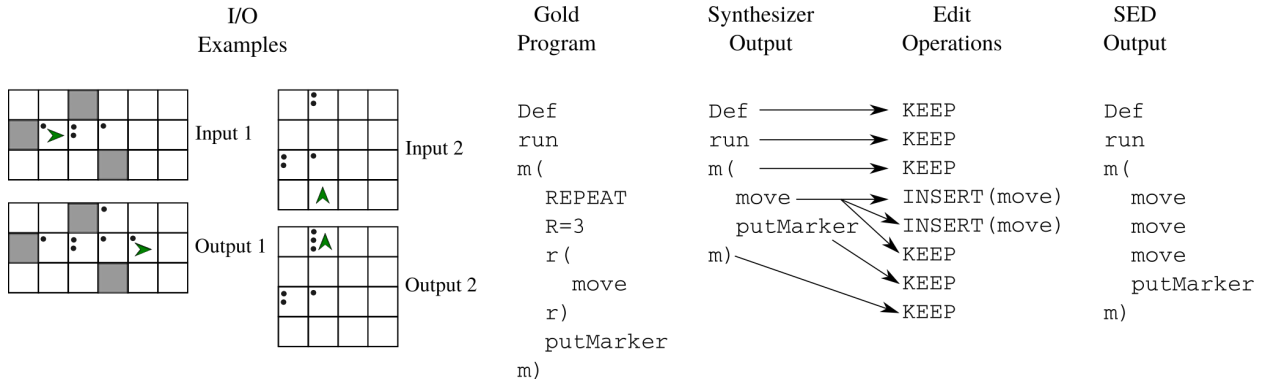 I/O
Examples
Input 1
Output 1
Input 2
Output 2
Gold
Program
Def
run
m(
REPEAT
R=3
r(
move
r)
putMarker
m)
Synthesizer
Output
Def
run
m(
move
putMarker
m)
Edit
Operations
KEEP
KEEP
KEEP
INSERT(move)
INSERT(move)
KEEP
KEEP
KEEP
SED
Output
Def
run
m(
move
move
move
putMarker
m)